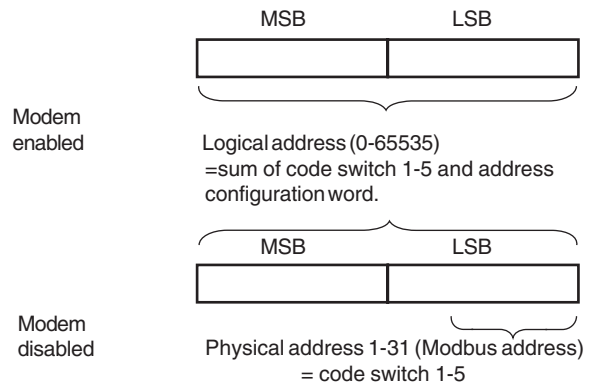 MSB LSB
Modem
enabled
Logical address (0-65535)
=sum of code switch 1-5 and address
configuration word.
MSB LSB
Modem
disabled
Physical address 1-31 (Modbus address)
= code switch 1-5